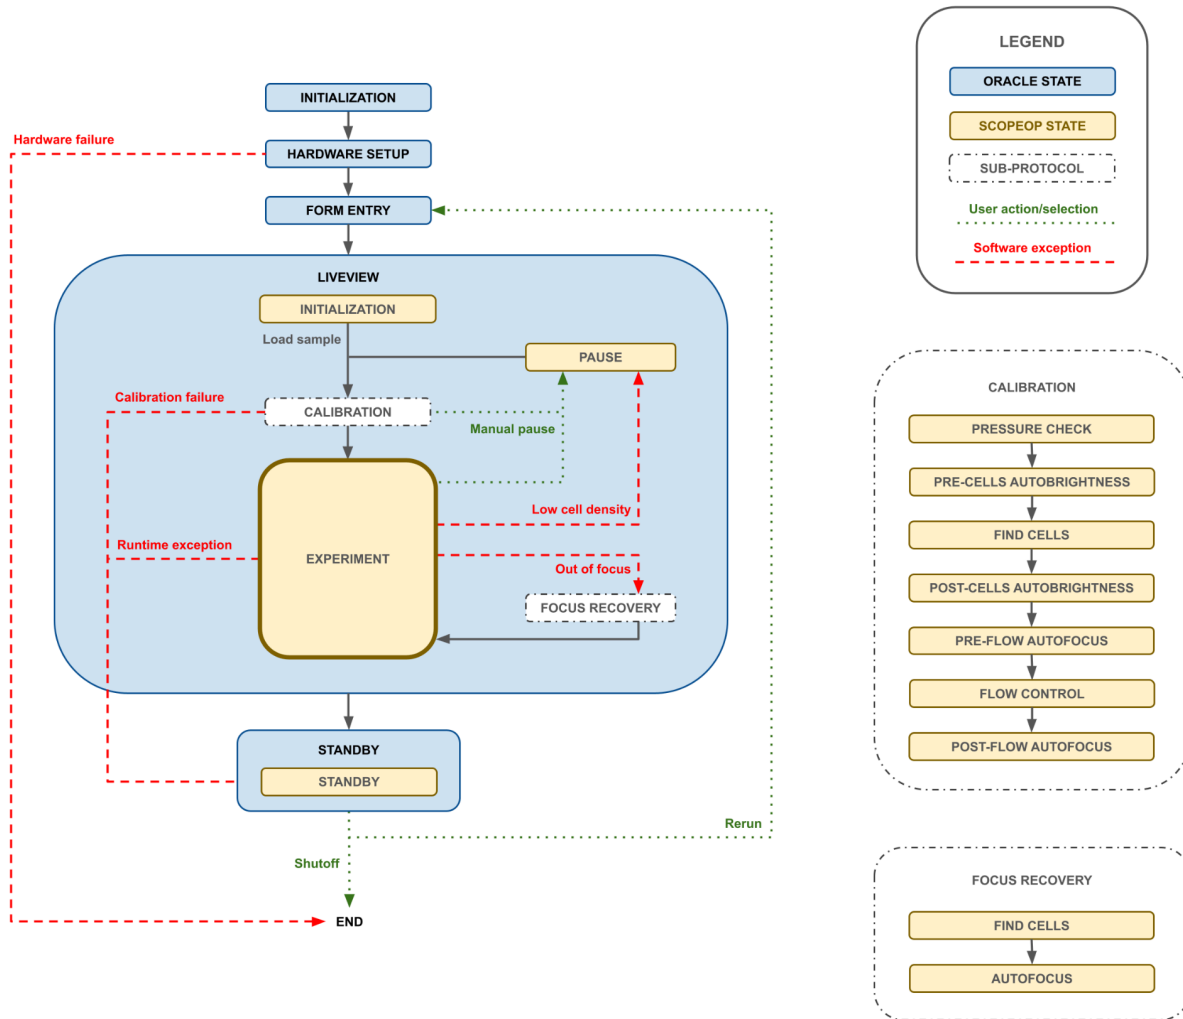 LEGEND
ORACLE STATE
SCOPEOP STATE
SUB-PROTOCOL
User action/selection
Software exception
INITIALIZATION
Hardware failure
HARDWARE SETUP
FORM ENTRY
LIVEVIEW
INITIALIZATION
Load sample
PAUSE
Calibration failure
CALIBRATION
Manual pause
Low cell density
Runtime exception
EXPERIMENT
Out of focus
FOCUS RECOVERY
STANDBY
STANDBY
Rerun
Shutoff
END
CALIBRATION
PRESSURE CHECK
PRE-CELLS AUTOBRIGHTNESS
FIND CELLS
POST-CELLS AUTOBRIGHTNESS
PRE-FLOW AUTOFOCUS
FLOW CONTROL
POST-FLOW AUTOFOCUS
FOCUS RECOVERY
FIND CELLS
AUTOFOCUS